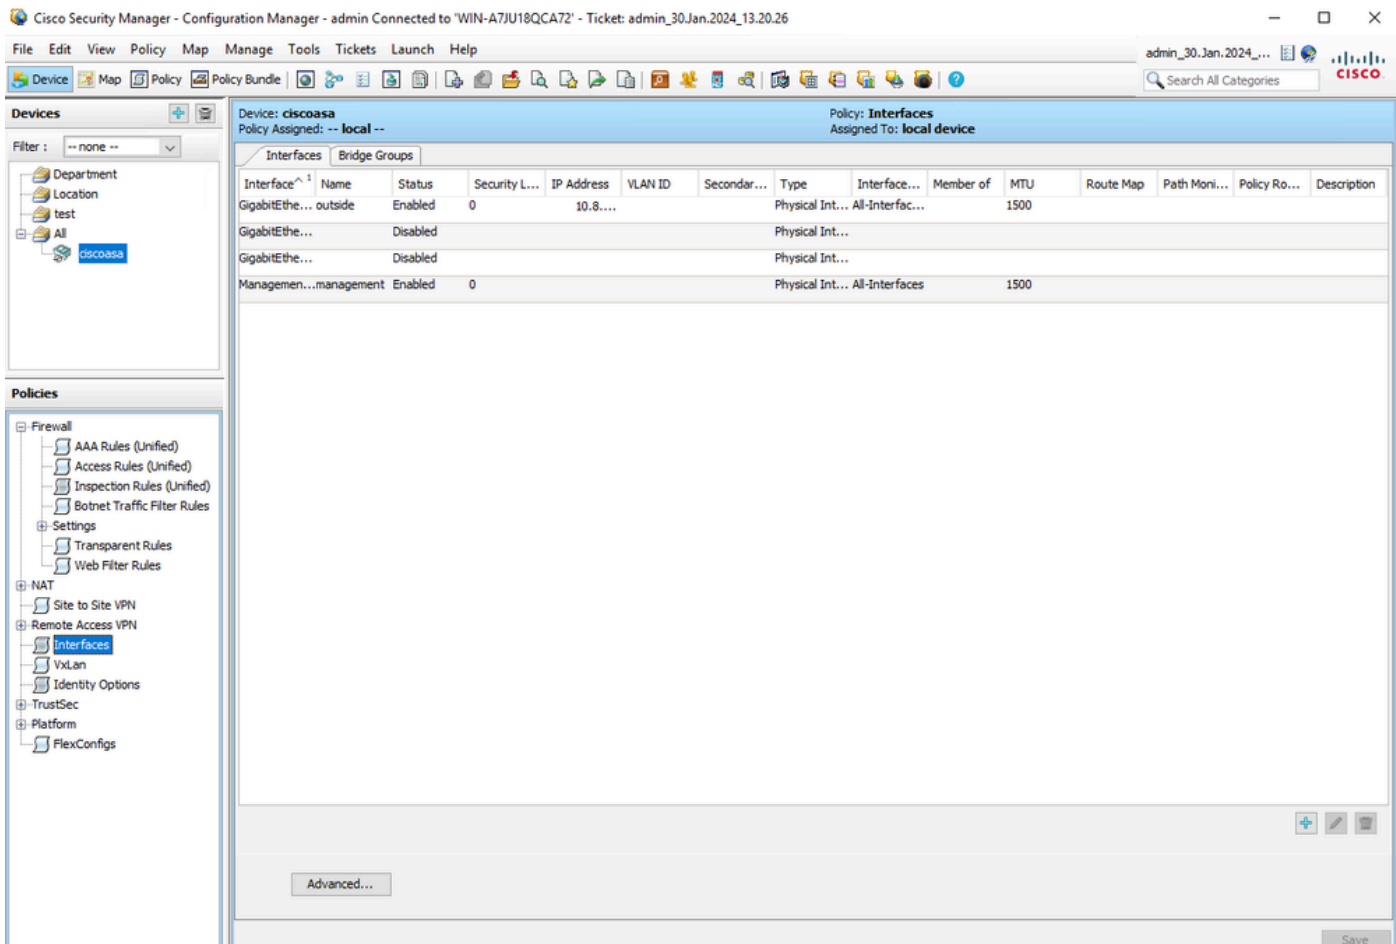 Cisco Security Manager - Configuration Manager - admin Connected to 'WIN-A7JU18QCA72' - Ticket: admin_30.Jan.2024_13.20.26
File Edit View Policy Map Manage Tools Tickets Launch Help
admin_30.Jan.2024_...
Device Map Policy Policy Bundle
Search All Categories
CISCO
Devices
Filter : -- none --
Department
Location
test
All
ciscoasa
Policies
Firewall
AAA Rules (Unified)
Access Rules (Unified)
Inspection Rules (Unified)
Botnet Traffic Filter Rules
Settings
Transparent Rules
Web Filter Rules
NAT
Site to Site VPN
Remote Access VPN
Interfaces
VxLan
Identity Options
TrustSec
Platform
FlexConfigs
Device: ciscoasa Policy: Interfaces
Policy Assigned: -- local -- Assigned To: local device
Interfaces Bridge Groups
Interface 1 Name Status Security L... IP Address VLAN ID Secondar... Type Interface... Member of MTU Route Map Path Moni... Policy Ro... Description
GigabitEthe... outside Enabled 0 10.8.... Physical Int... All-Interfac... 1500
GigabitEthe... Disabled Physical Int...
GigabitEthe... Disabled Physical Int...
Managemen... management Enabled 0 Physical Int... All-Interfaces 1500
Advanced...
Save